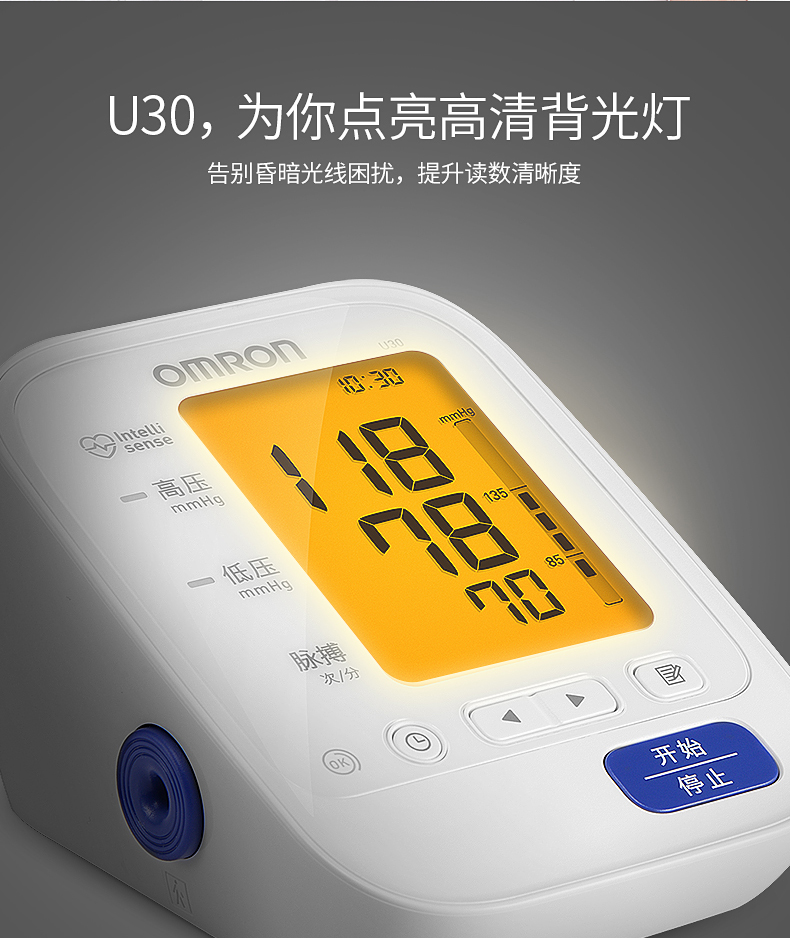 U30，为你点亮高清背光灯
告别昏暗光线困扰，提升读数清晰度
OMRON
U30
10:30
Intelli
sense
mmHg
高压
mmHg
118
135
78
低压
mmHg
85
70
脉搏
次/分
OK
开始
停止